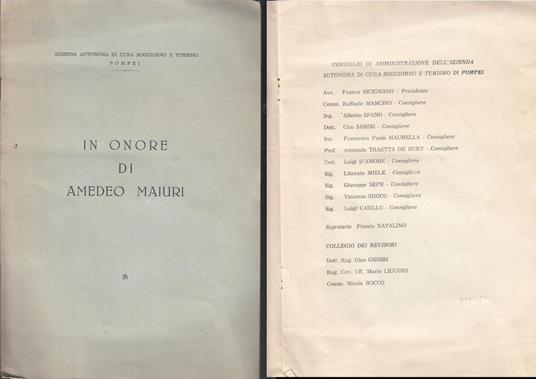 AZIENDA AUTONOMA DI CURA SOGGIORNO E TURISMO
POMPEI
IN ONORE
DI
AMEDEO MAIURI
CONSIGLIO DI AMMINISTRAZIONE DELL'AZIENDA
AUTONOMA DI CURA SOGGIORNO E TURISMO DI POMPEI
Avv. Franco SICIGNANO - Presidente
Comm. Raffaele MANCINO - Consigliere
Ing. Alberto SPANO - Consigliere
Dott. Ciro SABINI - Consigliere
Ins. Francesco Paolo MAURELLA - Consigliere
Prof. Armando TRAETTA DE BURY - Consigliere
Dott. Luigi D'AMORE - Consigliere
Sig. Liberato MIELE - Consigliere
Sig. Giuseppe SEPE - Consigliere
Sig. Vincenzo SIRICO - Consigliere
Sig. Luigi CASILLO - Consigliere
Segretario Franco NATALINO
COLLEGIO DEI REVISORI
Dott. Rag. Gino GROSSI
Rag. Cav. Uff. Mario LIGUORI
Comm. Nicola ROCCO